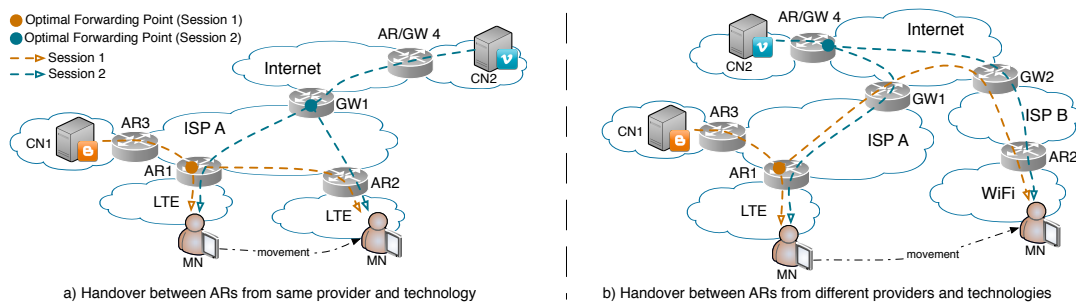 Optimal Forwarding Point (Session 1)
Optimal Forwarding Point (Session 2)
Session 1
Session 2
Internet
AR/GW 4
CN2
GW1
ISP A
AR3
CN1
AR1
AR2
LTE
LTE
MN
movement
MN
a) Handover between ARs from same provider and technology
CN2
AR/GW 4
Internet
GW2
GW1
AR3
CN1
ISP A
ISP B
AR1
AR2
LTE
WiFi
MN
movement
MN
b) Handover between ARs from different providers and technologies